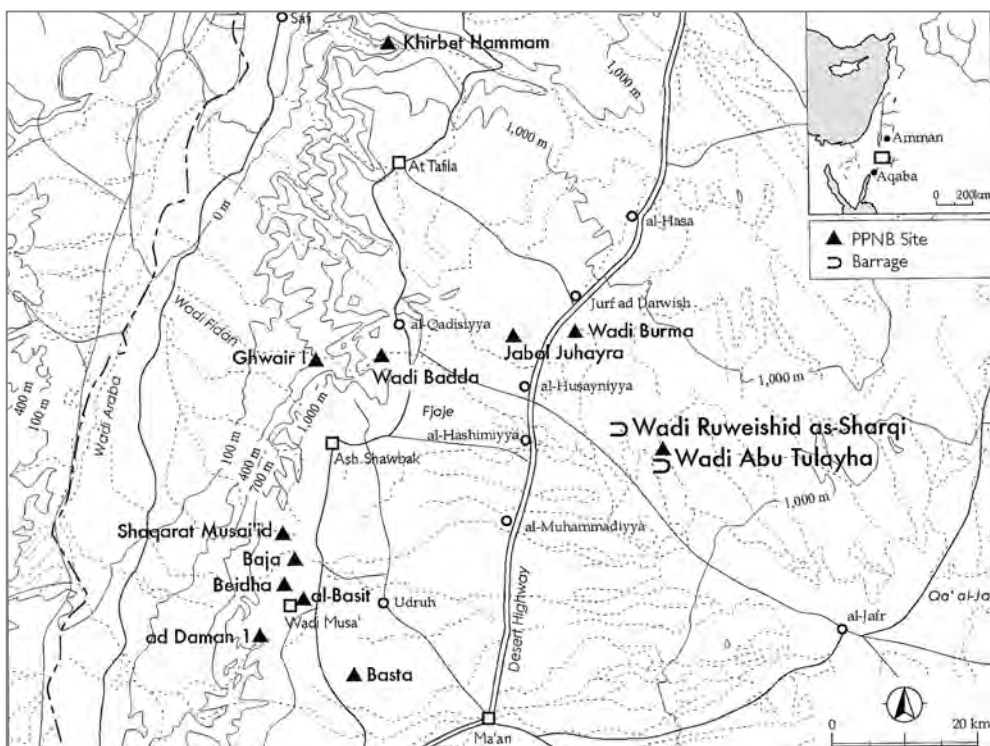 Safi
Khirbet Hammam
1,000 m
1,000 m
At Tafila
0 m
al-Hasa
Amman
Aqaba
0 200km
PPNB Site
Barrage
Wadi Fidan
al-Qadisiyya
Jurf ad Darwish
Wadi Burma
Jabol Juhayra
Ghwair I
Wadi Badda
400 m
100 m
Wadi Araba
1,000 m
al-Husayniyya
1,000 m
Fjaje
al-Hashimiyya
Wadi Ruweishid as-Sharqi
Wadi Abu Tulayha
100 m
400 m
700 m
Ash Shawbak
1,000 m
Shaqarat Musai'id
al-Muhammadiyya
Baja
Beidha
al-Basit
Wadi Musa'
Udruh
Desert Highway
Qa' al-Ja
al-Jafr
ad Daman 1
Basta
Ma'an
0 20 km